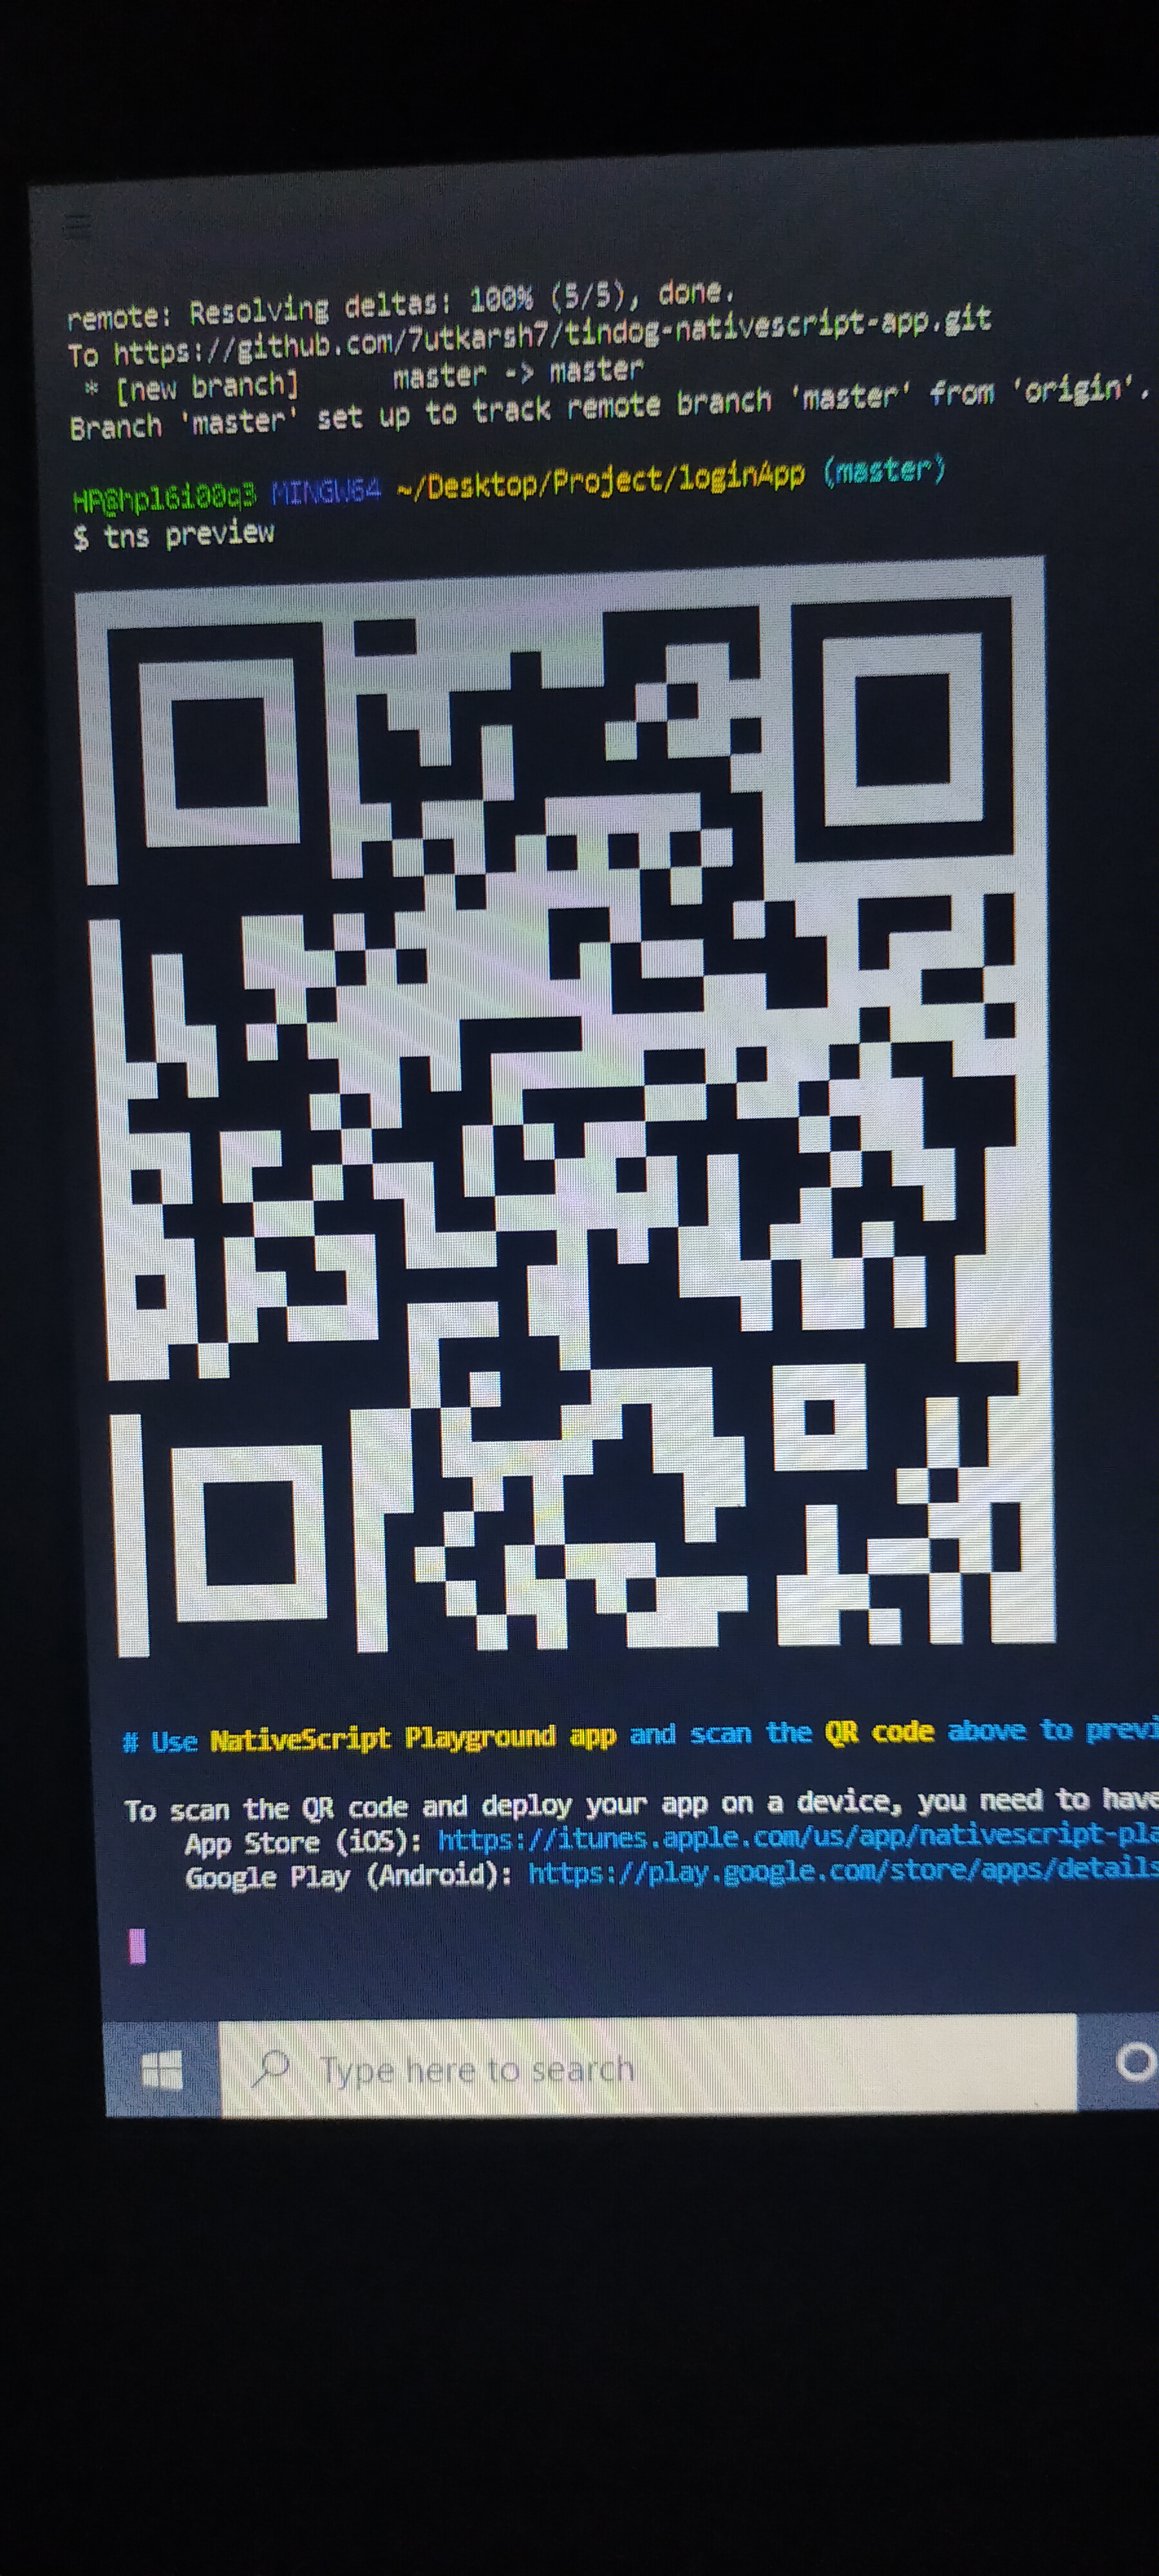 remote: Resolving deltas: 100% (5/5), done.
To https://github.com/7utkarsh7/tindog-nativescript-app.git
* [new branch] master -> master
Branch 'master' set up to track remote branch 'master' from 'origin'.
HP@hp16i00q3 MINGW64 ~/Desktop/Project/loginApp (master)
$ tns preview
# Use NativeScript Playground app and scan the QR code above to previ
To scan the QR code and deploy your app on a device, you need to have
App Store (iOS): https://itunes.apple.com/us/app/nativescript-pla
Google Play (Android): https://play.google.com/store/apps/details
Type here to search